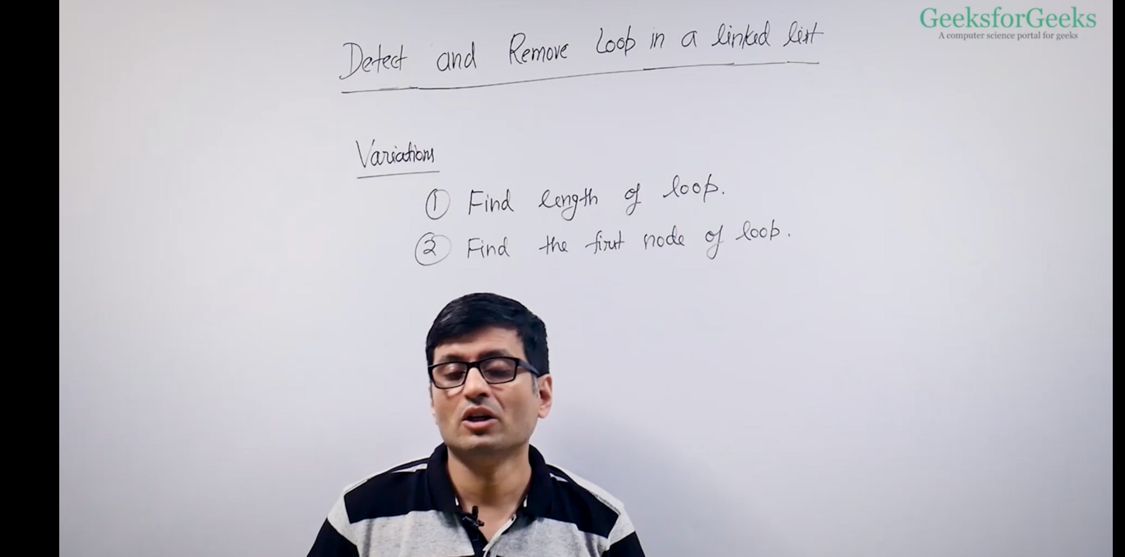 GeeksforGeeks
A computer science portal for geeks
Detect and Remove Loop in a linked list
Variations
① Find length of loop.
② Find the first node of loop.